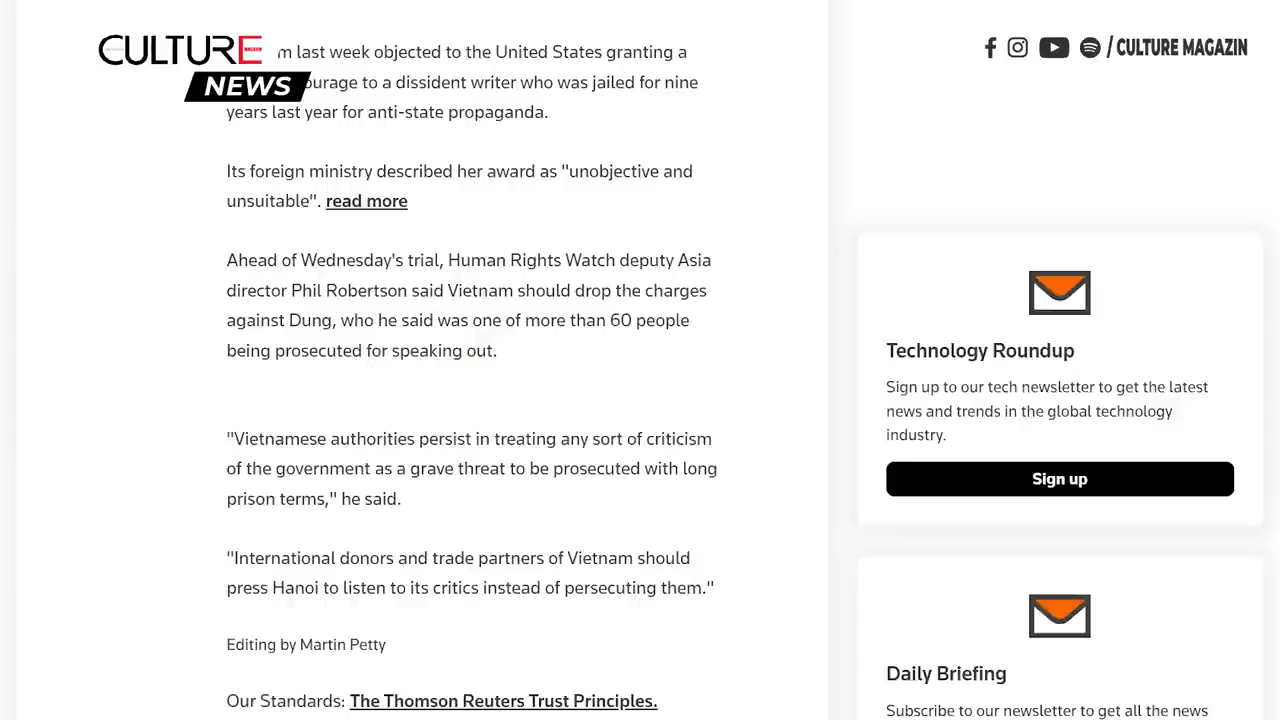 CULTURE
NEWS
/ CULTURE MAGAZIN
last week objected to the United States granting a
to a dissident writer who was jailed for nine
years last year for anti-state propaganda.
Its foreign ministry described her award as "unobjective and
unsuitable". read more
Ahead of Wednesday's trial, Human Rights Watch deputy Asia
director Phil Robertson said Vietnam should drop the charges
against Dung, who he said was one of more than 60 people
being prosecuted for speaking out.
"Vietnamese authorities persist in treating any sort of criticism
of the government as a grave threat to be prosecuted with long
prison terms," he said.
"International donors and trade partners of Vietnam should
press Hanoi to listen to its critics instead of persecuting them."
Editing by Martin Petty
Our Standards: The Thomson Reuters Trust Principles.
Technology Roundup
Sign up to our tech newsletter to get the latest
news and trends in the global technology
industry.
Sign up
Daily Briefing
Subscribe to our newsletter to get all the news